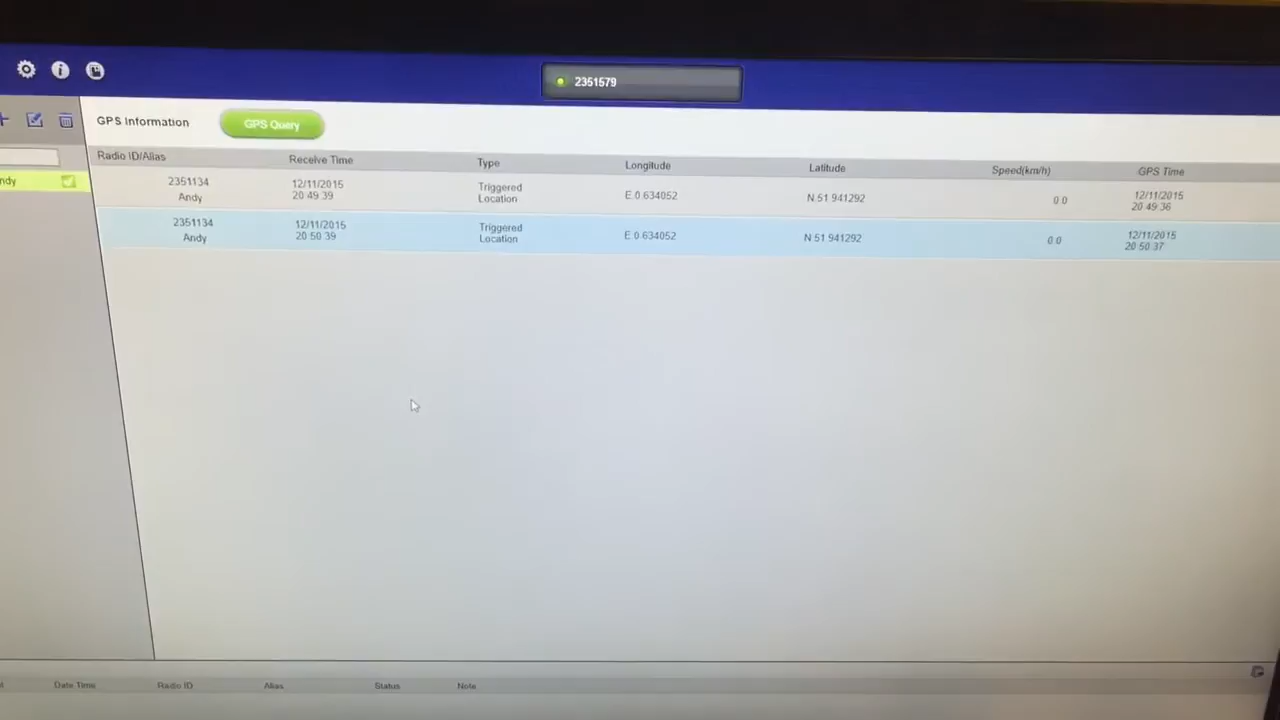 2351579
GPS Information
GPS Query
Radio ID/Alias Receive Time Type Longitude Latitude Speed(km/h) GPS Time
2351134 12/11/2015 Triggered E 0.634052 N 51.941292 0.0 12/11/2015
Andy 20:49:39 Location 20:49:36
ndy
2351134 12/11/2015 Triggered E 0.634052 N 51.941292 0.0 12/11/2015
Andy 20:50:39 Location 20:50:37
Date Time Radio ID Alias Status Note